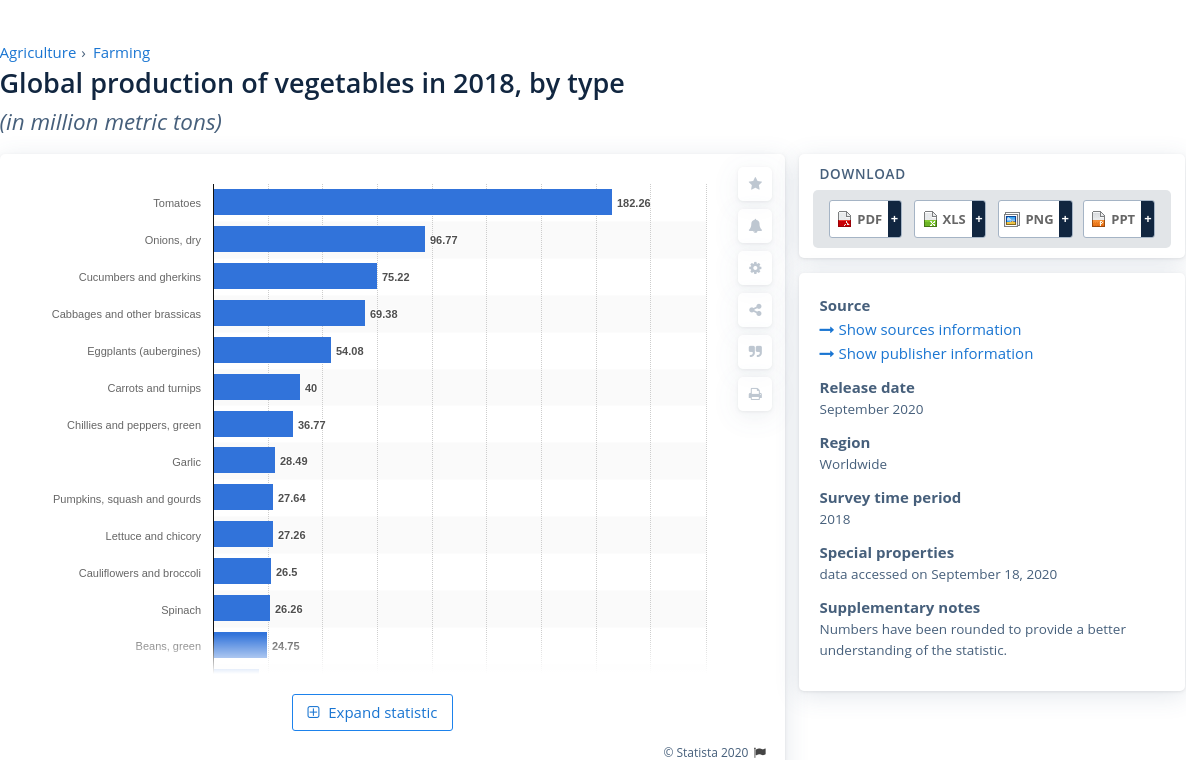 Agriculture › Farming
Global production of vegetables in 2018, by type
(in million metric tons)
Tomatoes 182.26
Onions, dry 96.77
Cucumbers and gherkins 75.22
Cabbages and other brassicas 69.38
Eggplants (aubergines) 54.08
Carrots and turnips 40
Chillies and peppers, green 36.77
Garlic 28.49
Pumpkins, squash and gourds 27.64
Lettuce and chicory 27.26
Cauliflowers and broccoli 26.5
Spinach 26.26
Beans, green 24.75
Expand statistic
© Statista 2020
DOWNLOAD
PDF + XLS + PNG + PPT +
Source
Show sources information
Show publisher information
Release date
September 2020
Region
Worldwide
Survey time period
2018
Special properties
data accessed on September 18, 2020
Supplementary notes
Numbers have been rounded to provide a better
understanding of the statistic.